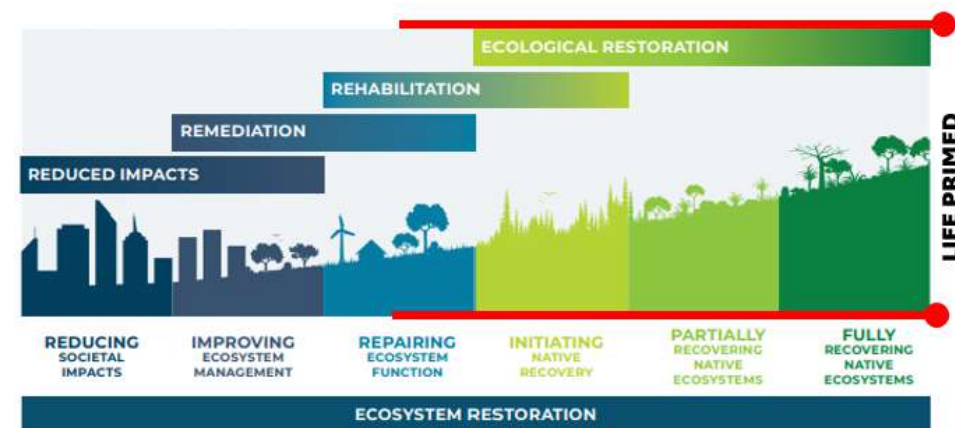 ECOLOGICAL RESTORATION
REHABILITATION
REMEDIATION
REDUCED IMPACTS
LIFE PRIMED
REDUCING
SOCIETAL
IMPACTS
IMPROVING
ECOSYSTEM
MANAGEMENT
REPAIRING
ECOSYSTEM
FUNCTION
INITIATING
NATIVE
RECOVERY
PARTIALLY
RECOVERING
NATIVE
ECOSYSTEMS
FULLY
RECOVERING
NATIVE
ECOSYSTEMS
ECOSYSTEM RESTORATION